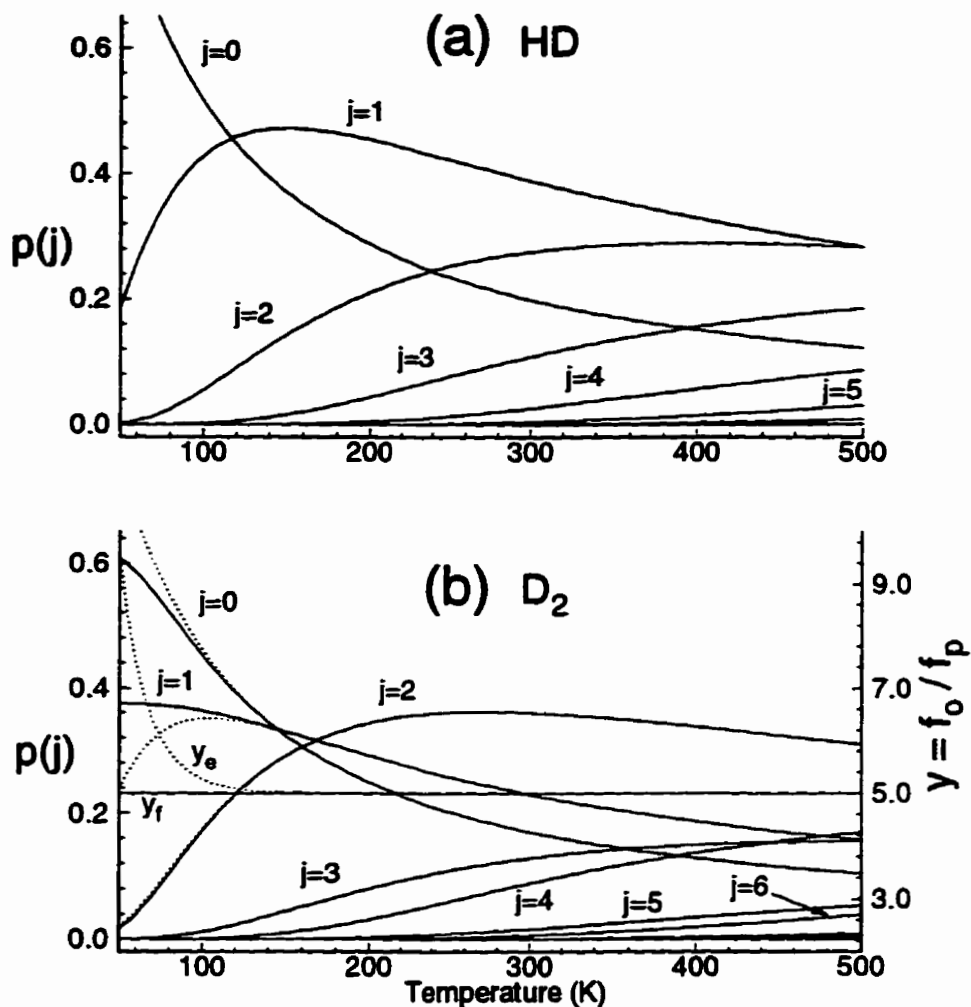 (a) HD
0.6
j=0
j=1
0.4
p(j)
0.2
j=2
j=3
j=4
j=5
0.0
100 200 300 400 500
(b) D2
0.6
9.0
j=0
j=1
j=2
0.4
7.0
p(j)
ye
yf
5.0
y = fo / fp
0.2
j=3
j=4
j=5
j=6
3.0
0.0
100 200 300 400 500
Temperature (K)